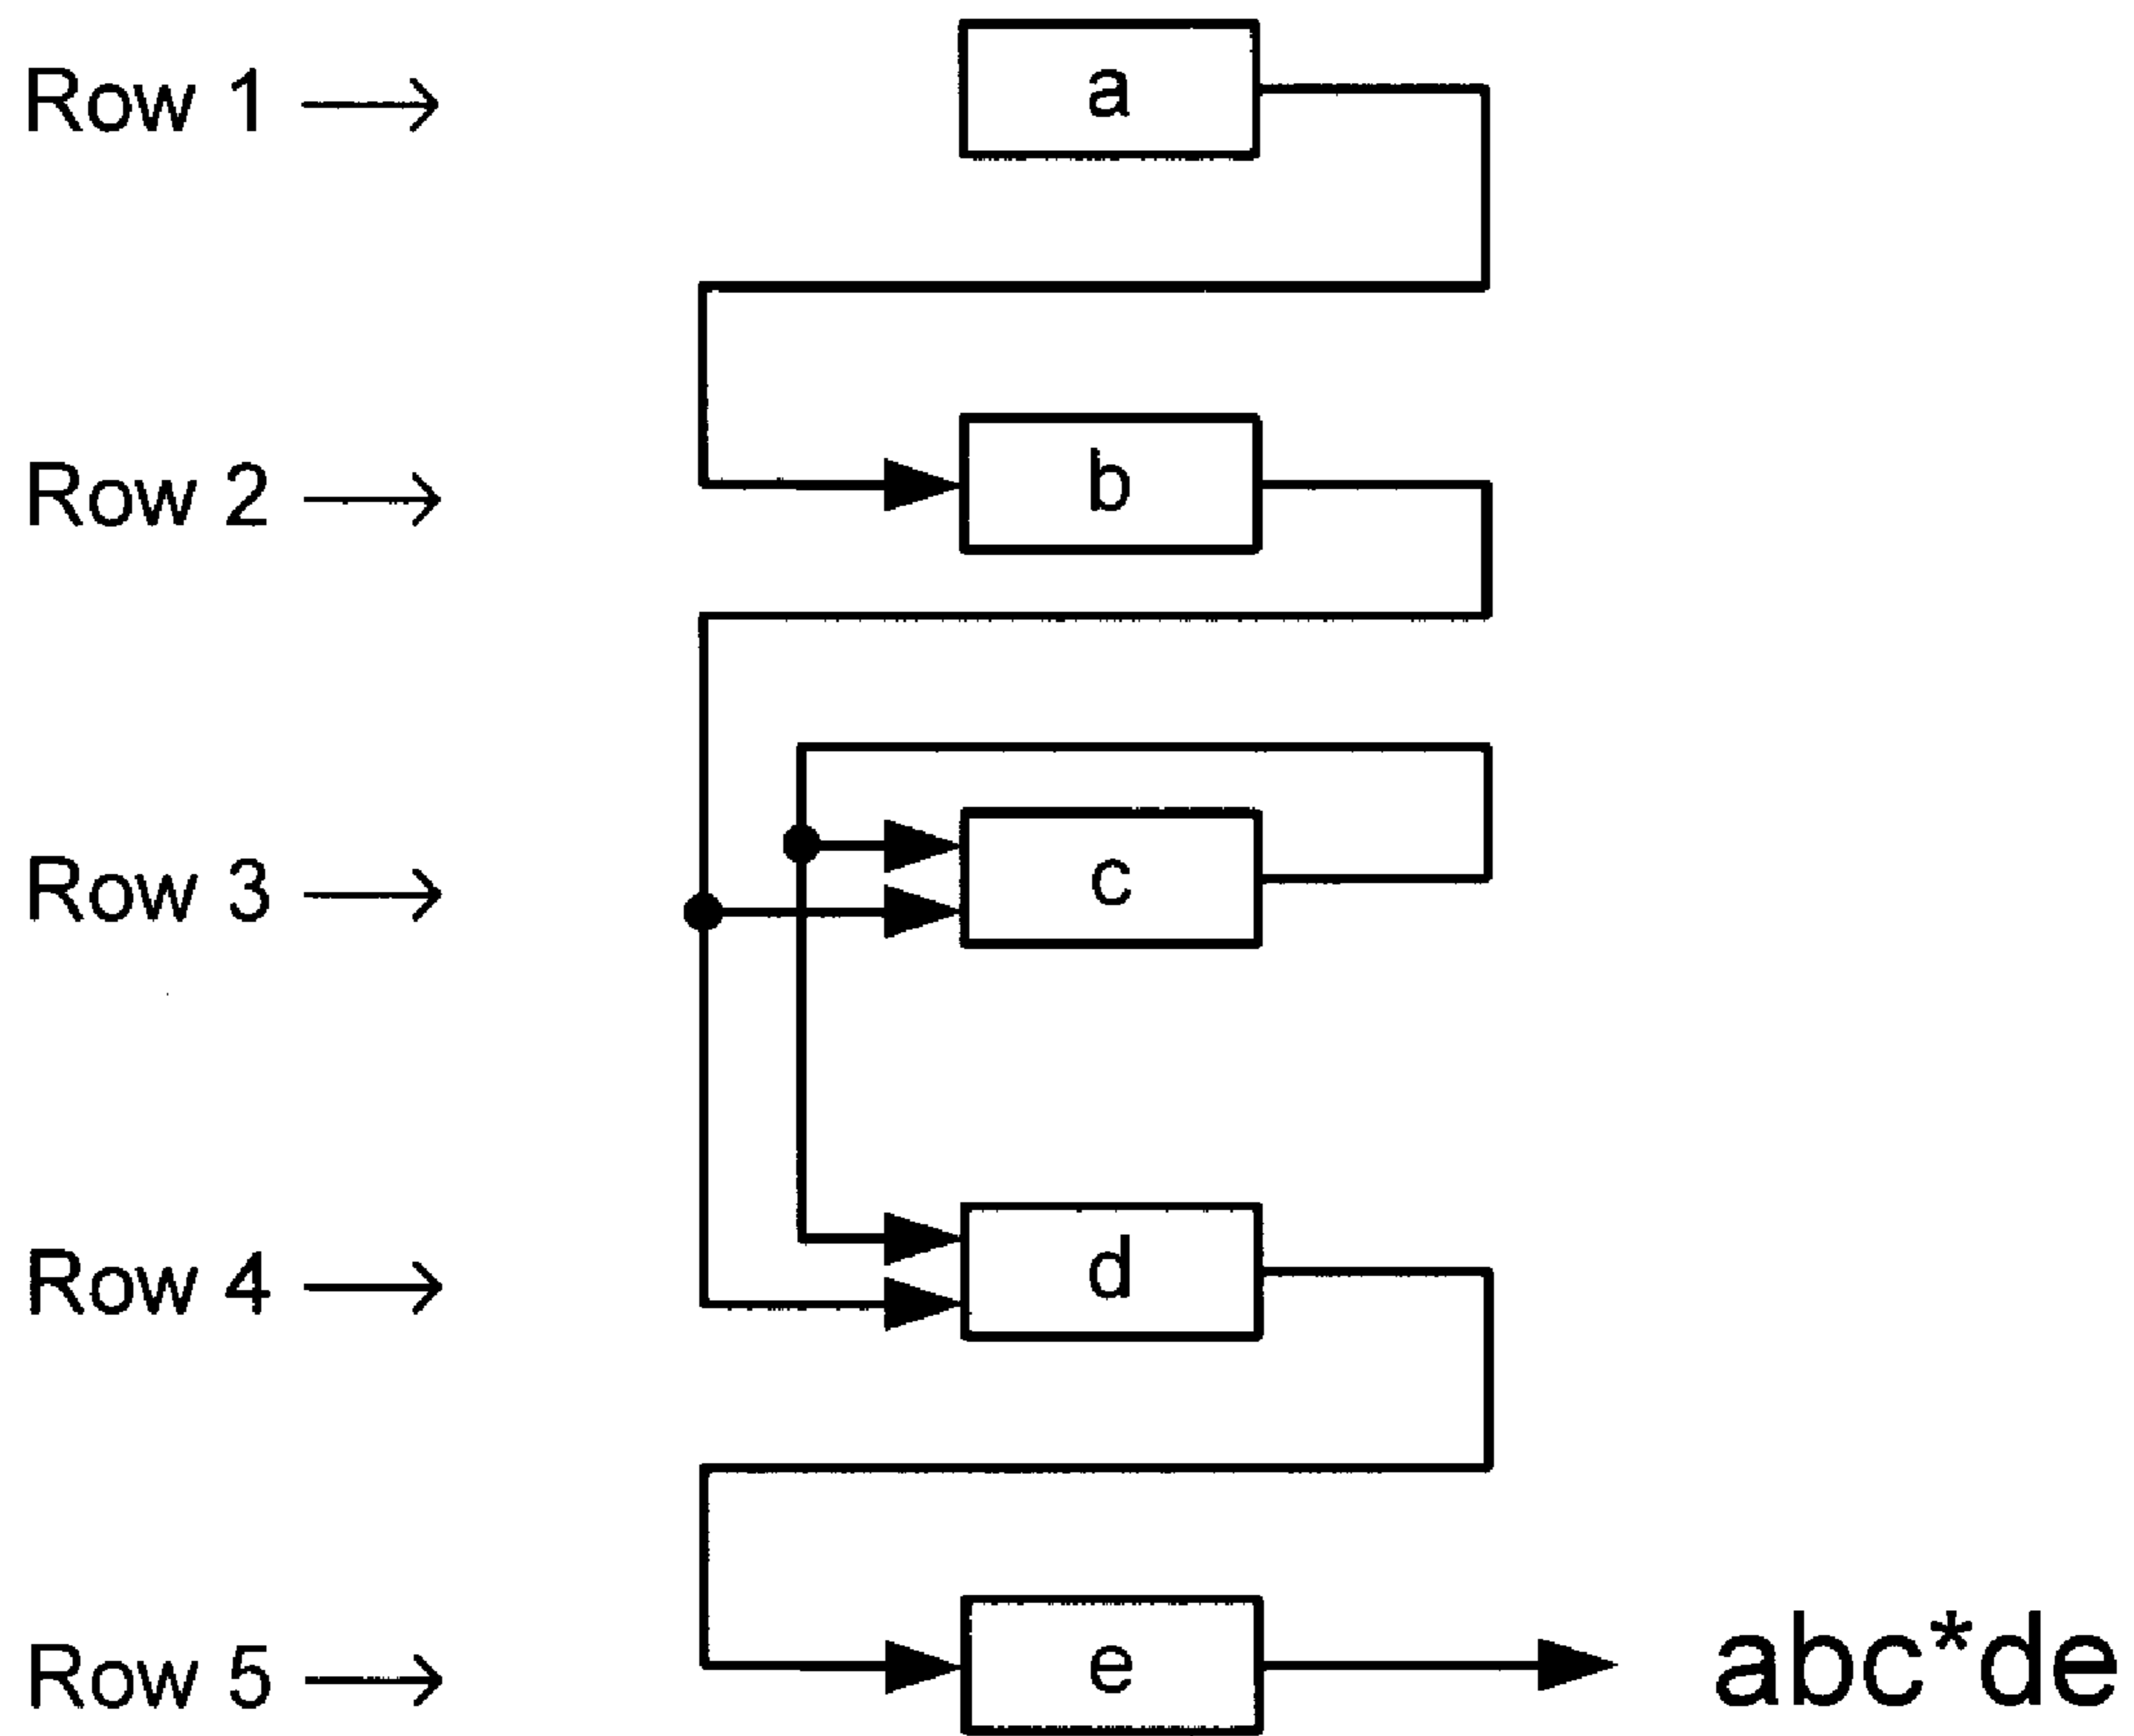 Row 1 → a
Row 2 → b
Row 3 → c
Row 4 → d
Row 5 → e abc*de